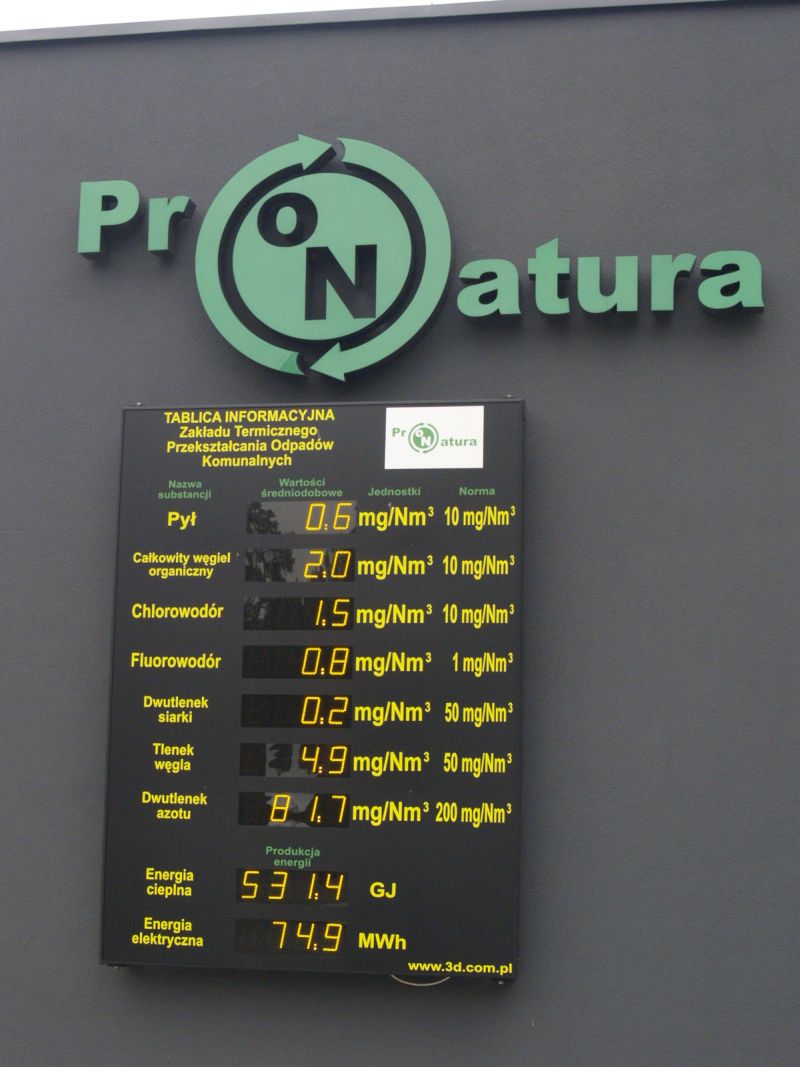 Pr o Natura
TABLICA INFORMACYJNA
Zakładu Termicznego
Przekształcania Odpadów
Komunalnych
Pr o Natura
Nazwa substancji Wartości średniodobowe Jednostki Norma
Pył 0.6 mg/Nm³ 10 mg/Nm³
Całkowity węgiel organiczny 2.0 mg/Nm³ 10 mg/Nm³
Chlorowodór 1.5 mg/Nm³ 10 mg/Nm³
Fluorowodór 0.8 mg/Nm³ 1 mg/Nm³
Dwutlenek siarki 0.2 mg/Nm³ 50 mg/Nm³
Tlenek węgla 4.9 mg/Nm³ 50 mg/Nm³
Dwutlenek azotu 81.7 mg/Nm³ 200 mg/Nm³
Produkcja energii
Energia cieplna 531.4 GJ
Energia elektryczna 74.9 MWh
www.3d.com.pl